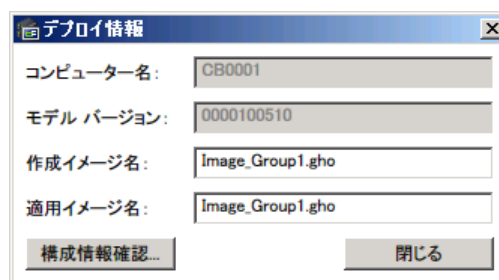 デプロイ情報
コンピューター名: CB0001
モデル バージョン: 0000100510
作成イメージ名: Image_Group1.gho
適用イメージ名: Image_Group1.gho
構成情報確認... 閉じる